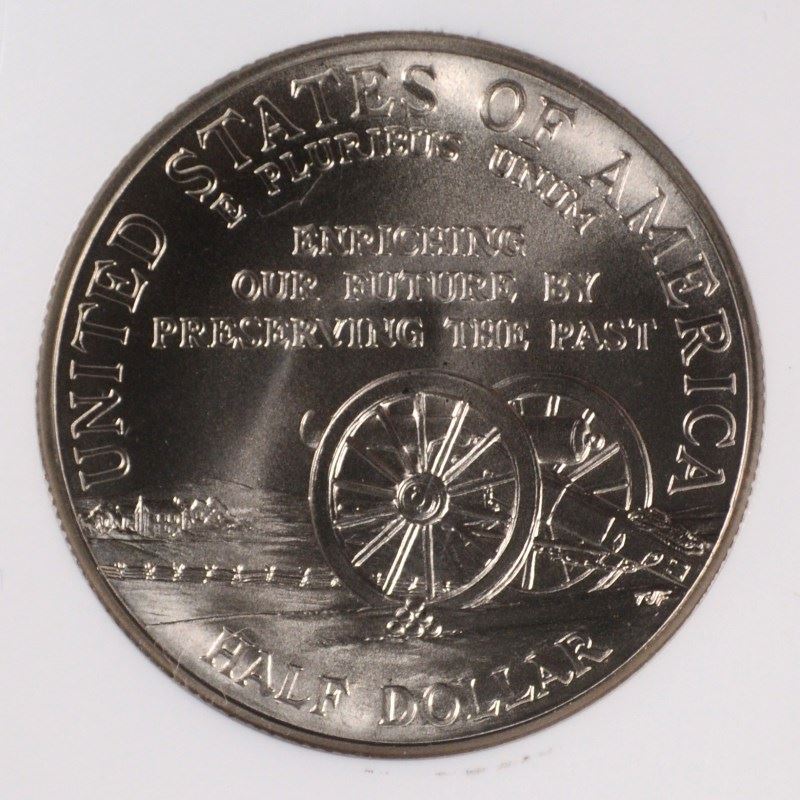 UNITED STATES OF AMERICA
E PLURIBUS UNUM
ENRICHING
OUR FUTURE BY
PRESERVING THE PAST
HALF DOLLAR